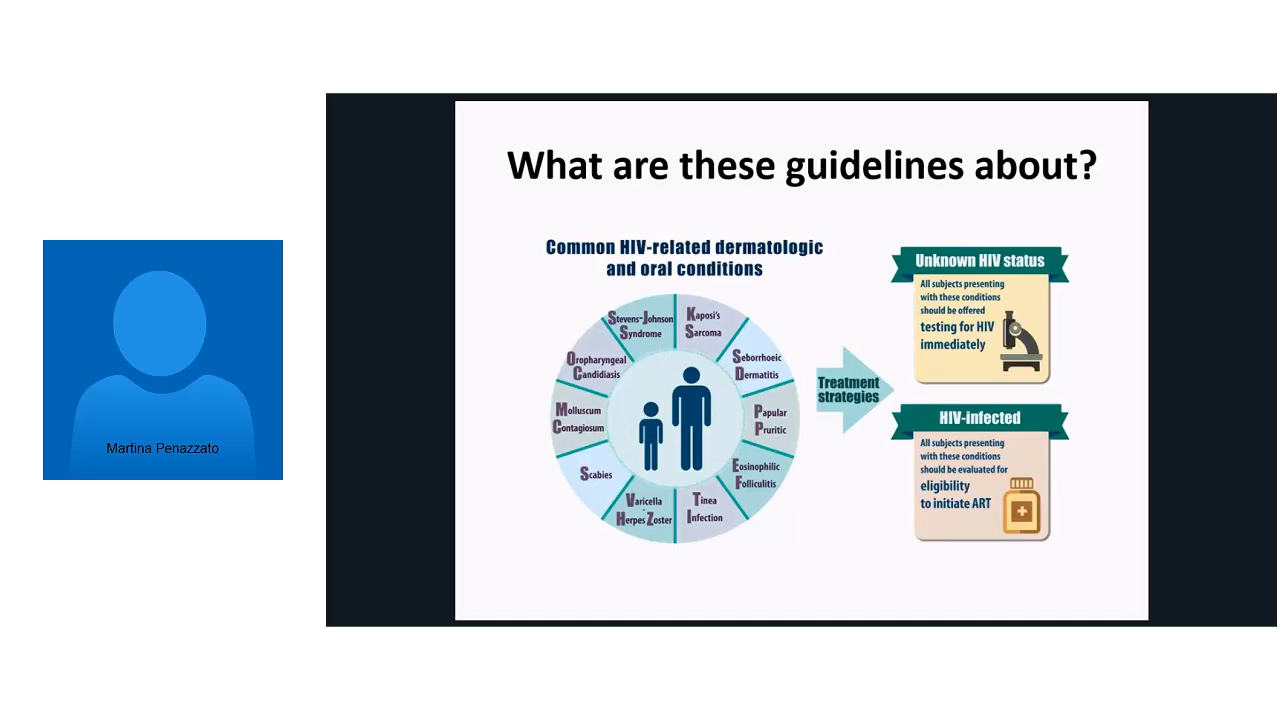 Martina Penazzato
What are these guidelines about?
Common HIV-related dermatologic
and oral conditions
Kaposi's
Sarcoma
Seborrhoeic
Dermatitis
Papular
Pruritic
Eosinophilic
Folliculitis
Tinea
Infection
Varicella
-
Herpes Zoster
Scabies
Molluscum
Contagiosum
Oropharyngeal
Candidiasis
Stevens-Johnson
Syndrome
Treatment
strategies
Unknown HIV status
All subjects presenting
with these conditions
should be offered
testing for HIV
immediately
HIV-infected
All subjects presenting
with these conditions
should be evaluated for
eligibility
to initiate ART